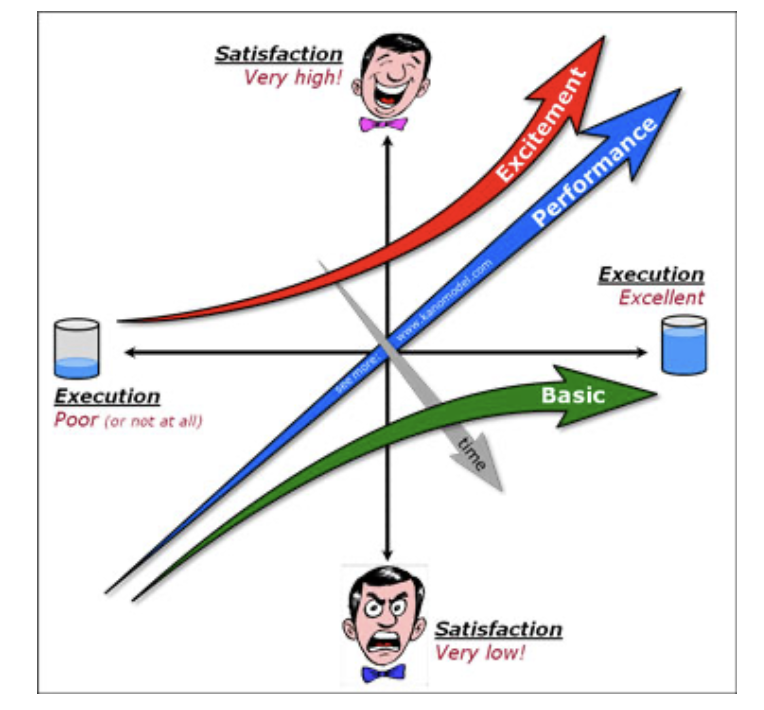 Satisfaction
Very high!
Excitement
Performance
Execution
Excellent
see more: www.kanomodel.com
Execution
Poor (or not at all)
Basic
time
Satisfaction
Very low!